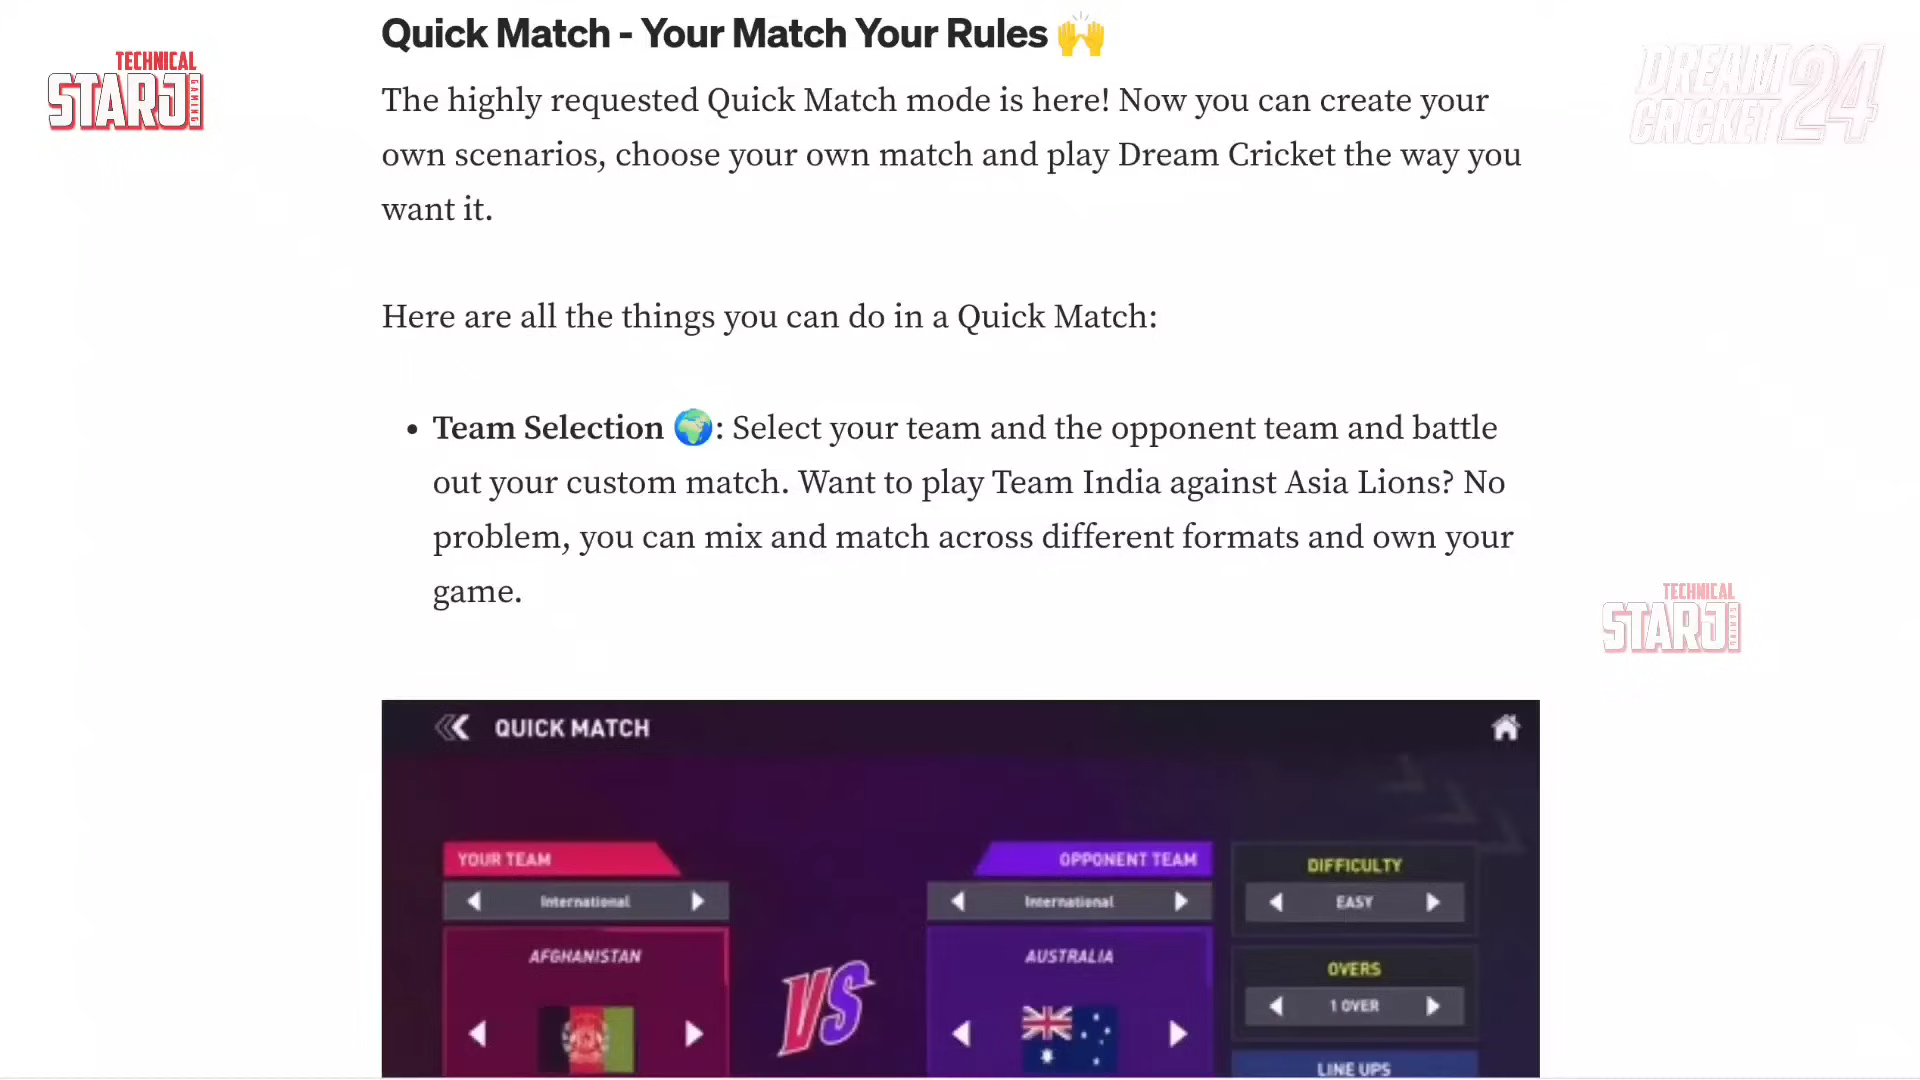 Quick Match - Your Match Your Rules 🙌
TECHNICAL
STARJI
GAMING
DREAM
CRICKET 24
The highly requested Quick Match mode is here! Now you can create your
own scenarios, choose your own match and play Dream Cricket the way you
want it.
Here are all the things you can do in a Quick Match:
• Team Selection 🌍: Select your team and the opponent team and battle
out your custom match. Want to play Team India against Asia Lions? No
problem, you can mix and match across different formats and own your
game.
TECHNICAL
STARJI
GAMING
QUICK MATCH
YOUR TEAM
OPPONENT TEAM
DIFFICULTY
International
International
EASY
AFGHANISTAN
AUSTRALIA
OVERS
VS
1 OVER
LINE UPS